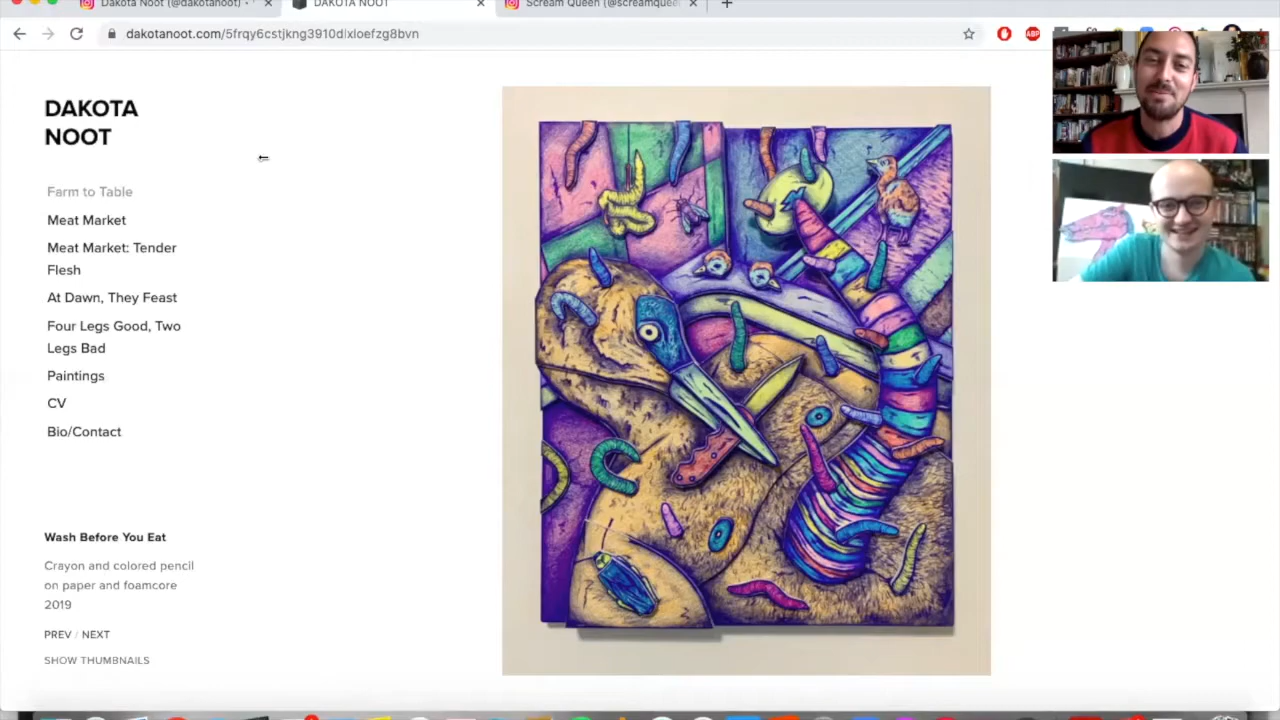 Dakota Noot (@dakotanoot) •
DAKOTA NOOT
Scream Queen (@screamquee
dakotanoot.com/5frqy6cstjkng3910dlxloefzg8bvn
ABP
DAKOTA
NOOT
Farm to Table
Meat Market
Meat Market: Tender
Flesh
At Dawn, They Feast
Four Legs Good, Two
Legs Bad
Paintings
CV
Bio/Contact
Wash Before You Eat
Crayon and colored pencil
on paper and foamcore
2019
PREV / NEXT
SHOW THUMBNAILS